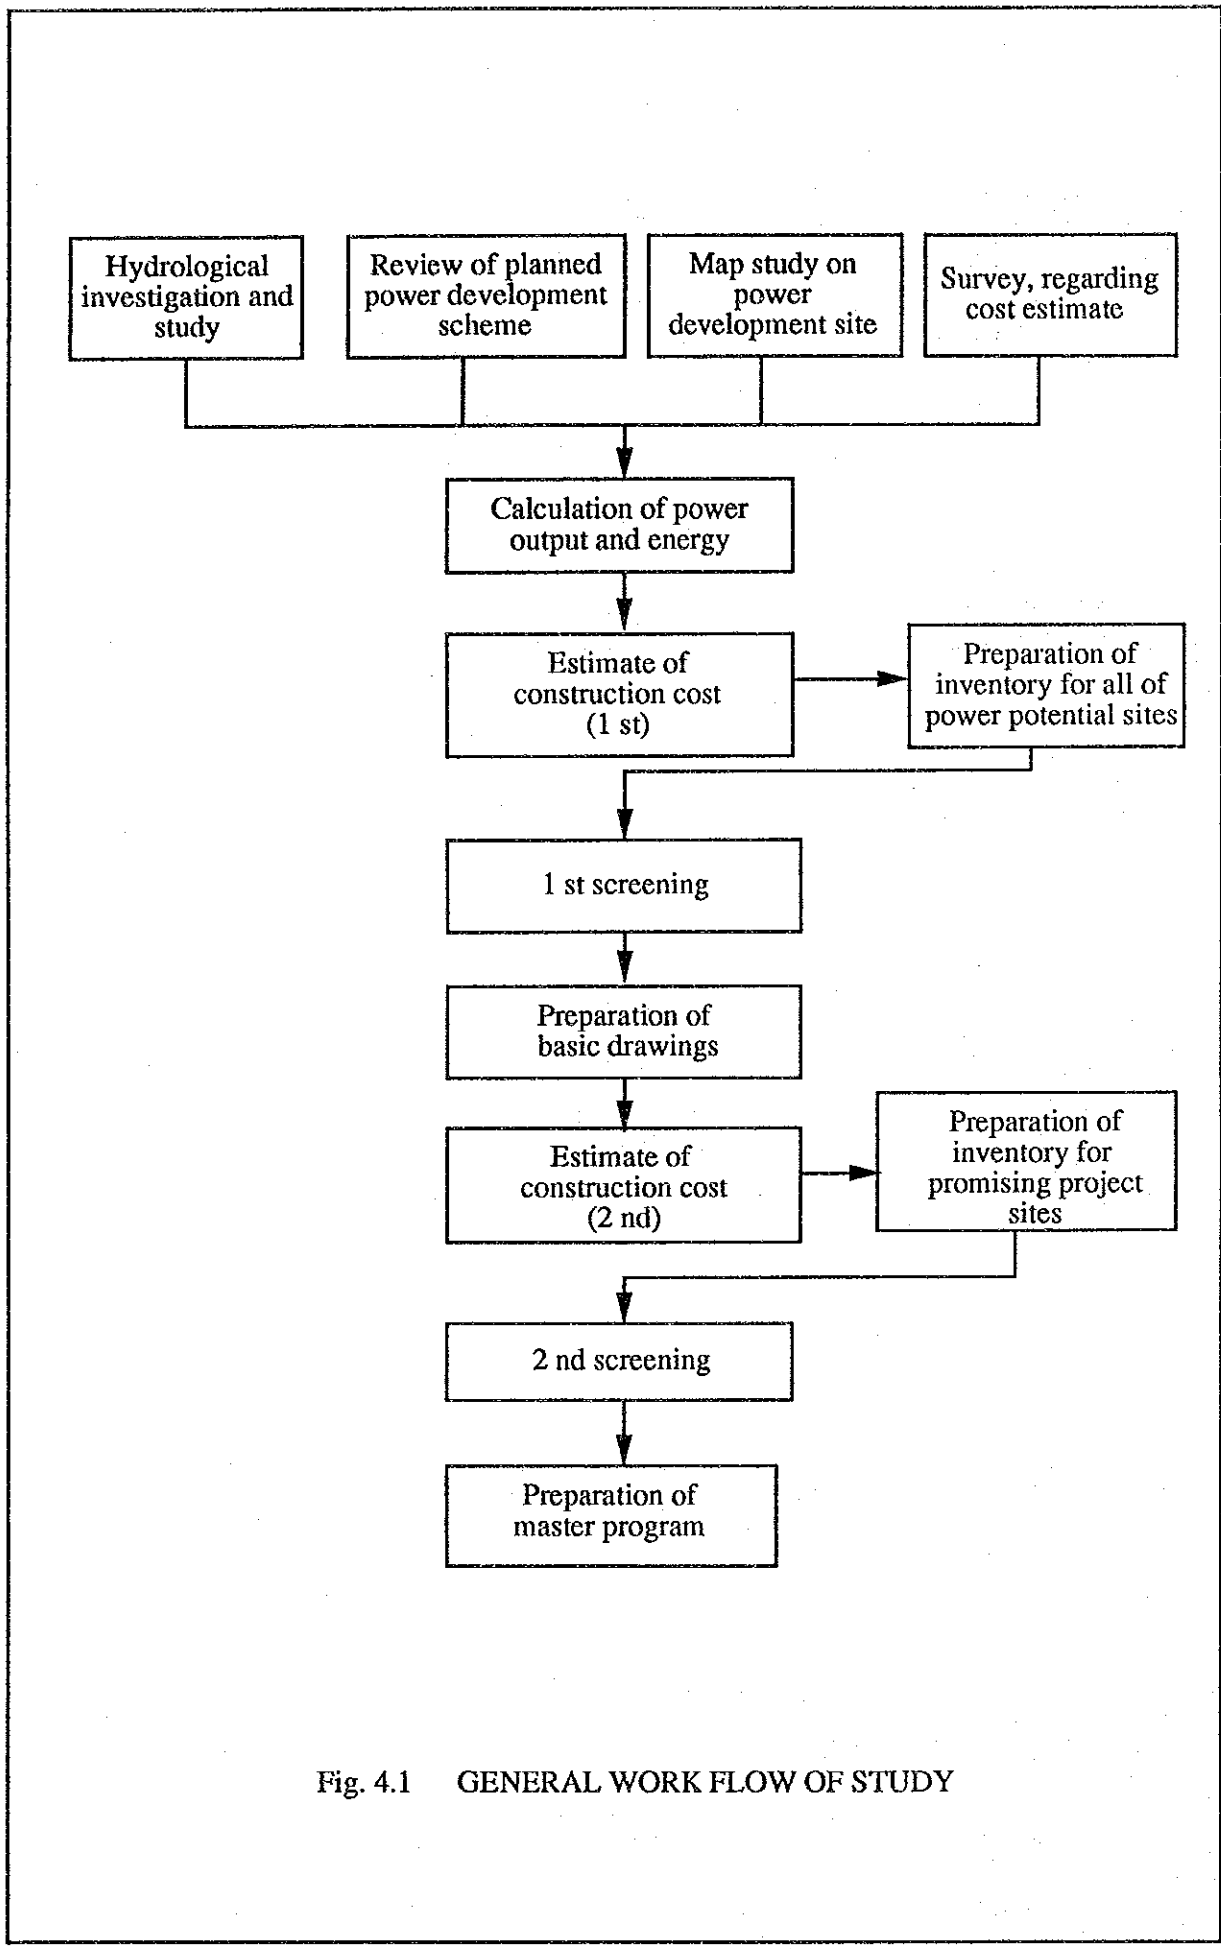 Hydrological
investigation and
study
Review of planned
power development
scheme
Map study on
power
development site
Survey, regarding
cost estimate
Calculation of power
output and energy
Estimate of
construction cost
(1 st)
Preparation of
inventory for all of
power potential sites
1 st screening
Preparation of
basic drawings
Estimate of
construction cost
(2 nd)
Preparation of
inventory for
promising project
sites
2 nd screening
Preparation of
master program
Fig. 4.1 GENERAL WORK FLOW OF STUDY